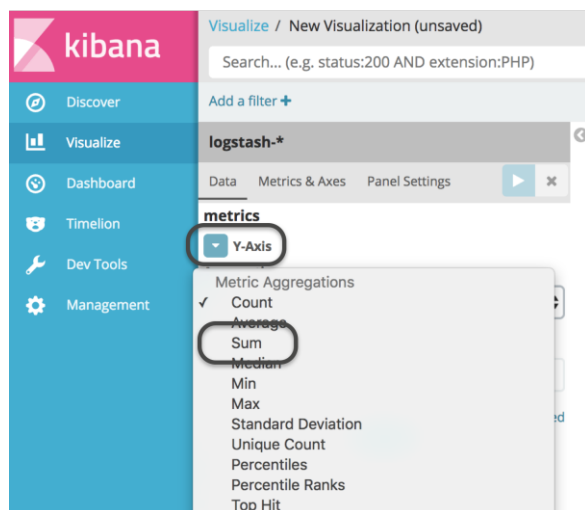 kibana
Discover
Visualize
Dashboard
Timelion
Dev Tools
Management
Visualize / New Visualization (unsaved)
Search... (e.g. status:200 AND extension:PHP)
Add a filter +
logstash-*
Data Metrics & Axes Panel Settings
metrics
Y-Axis
Metric Aggregations
✓ Count
Average
Sum
Median
Min
Max
Standard Deviation
Unique Count
Percentiles
Percentile Ranks
Top Hit